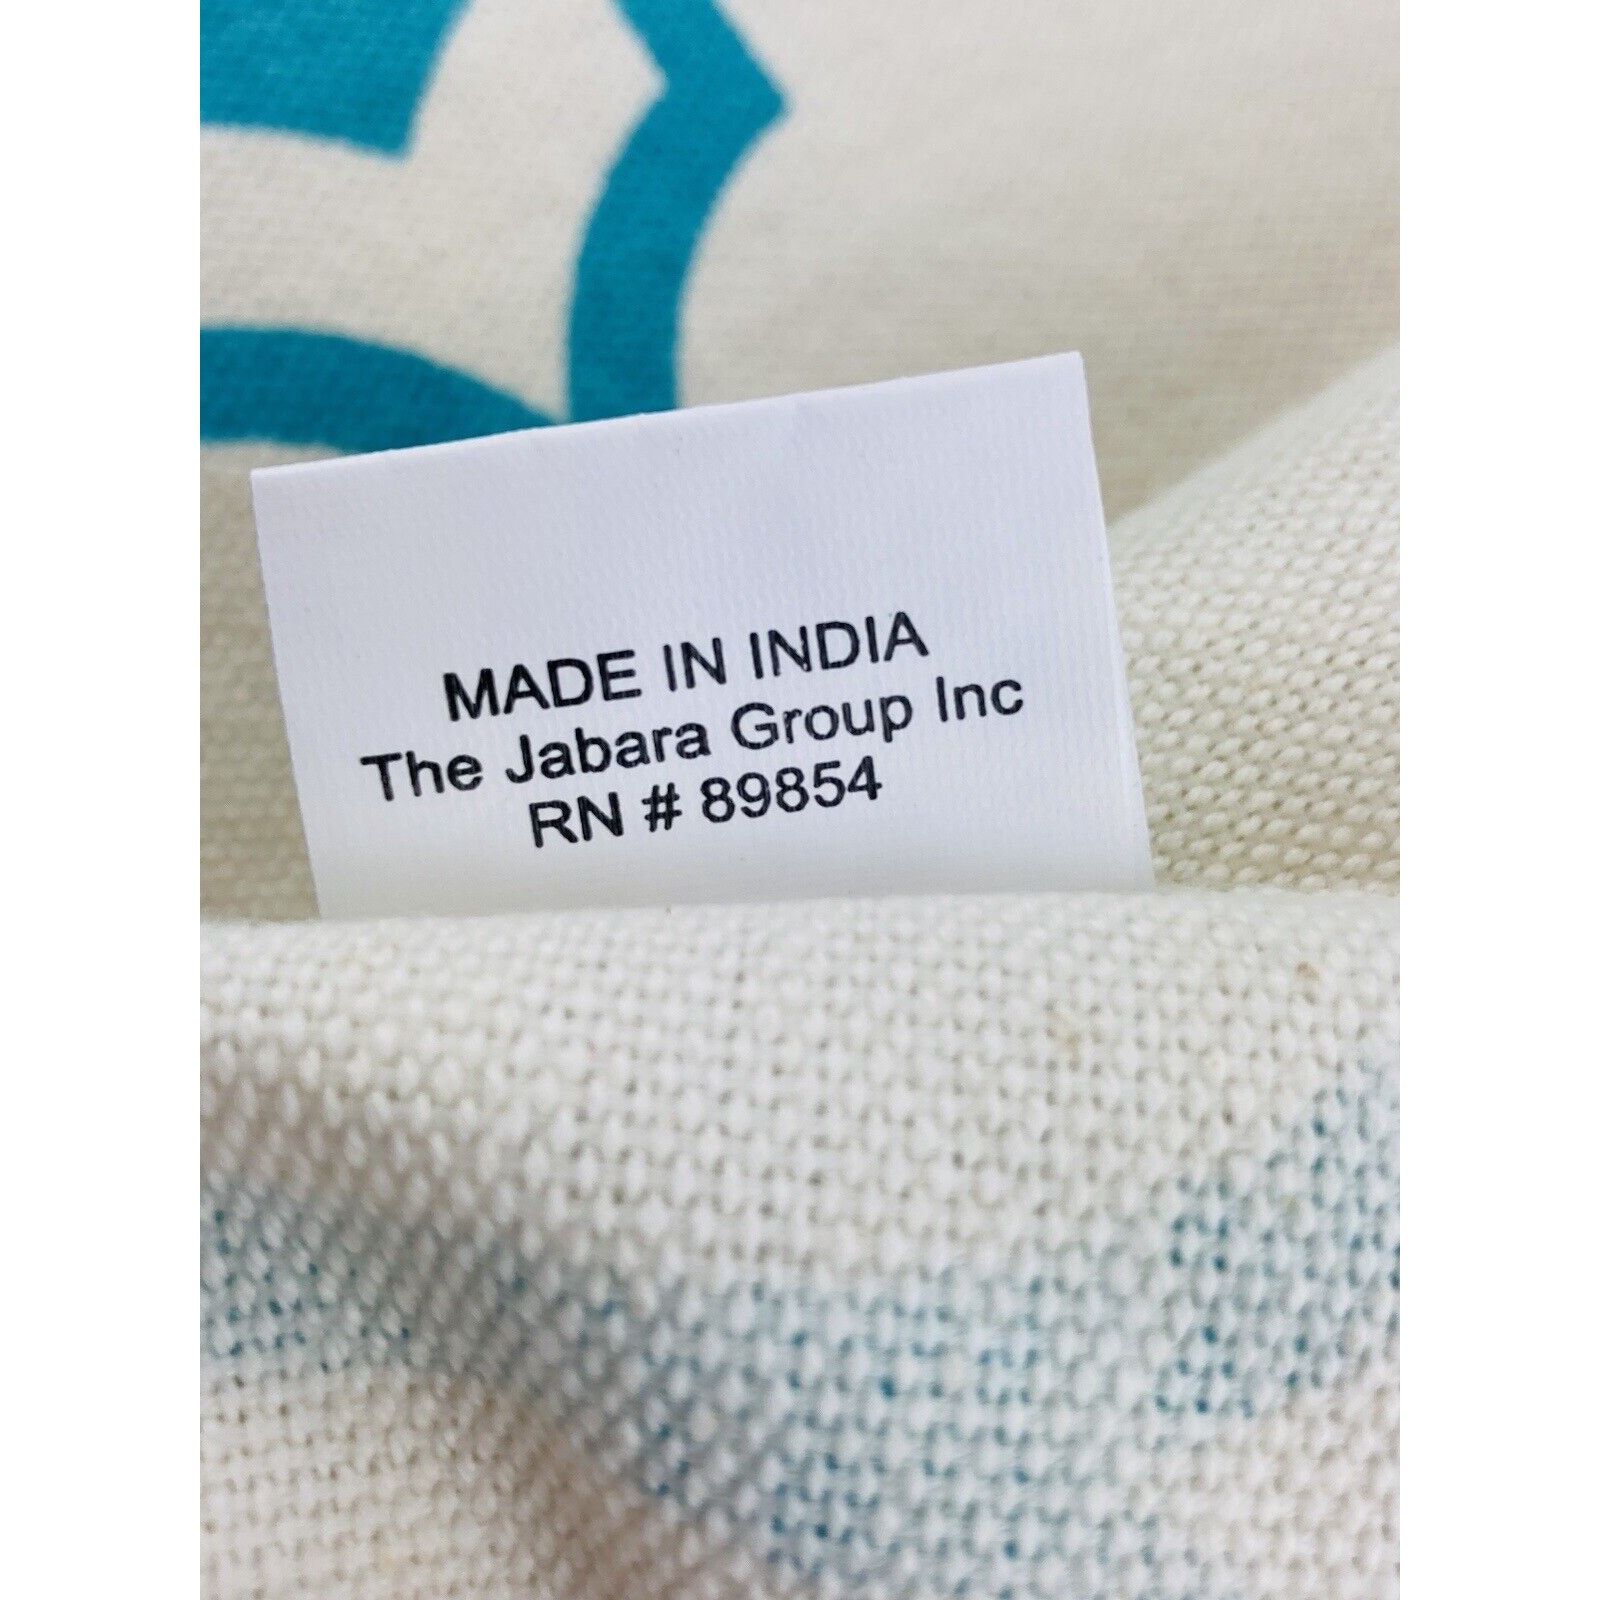 MADE IN INDIA
The Jabara Group Inc
RN # 89854